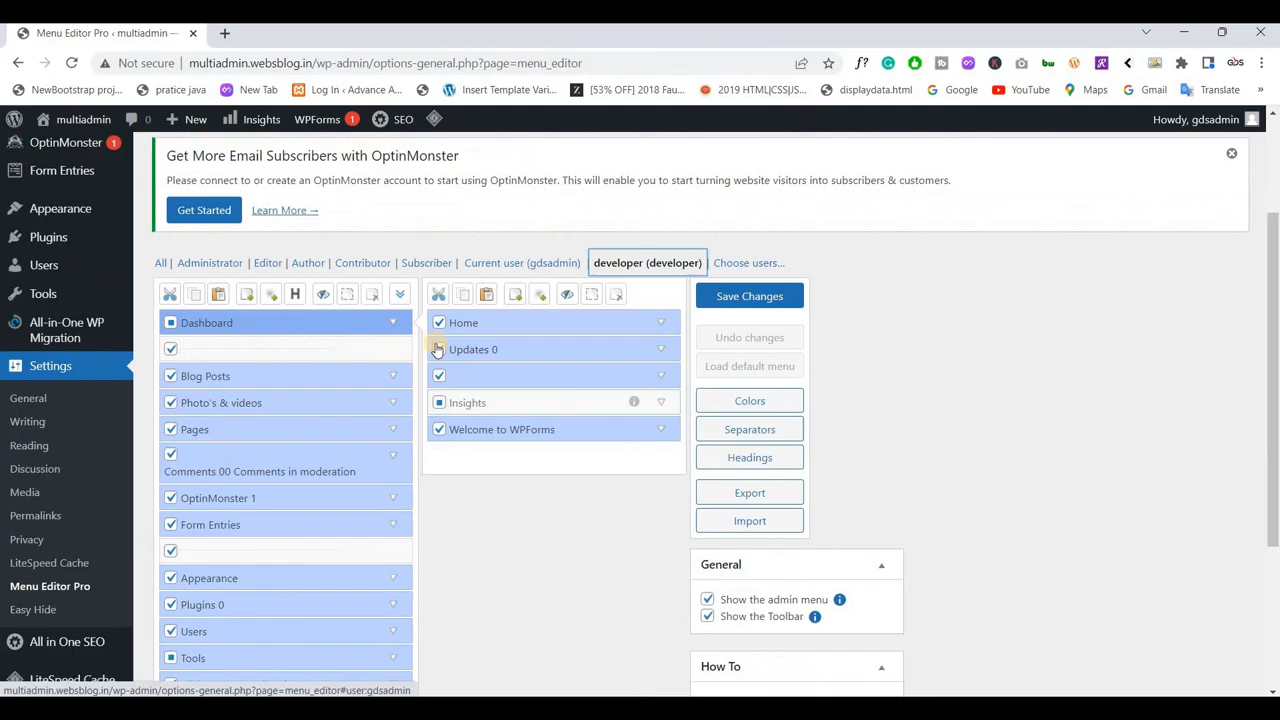 Menu Editor Pro ‹ multiadmin —
Not secure
multiadmin.websblog.in/wp-admin/options-general.php?page=menu_editor
NewBootstrap proj...
pratice java
New Tab
Log In ‹ Advance A...
Insert Template Vari...
[53% OFF] 2018 Fau...
2019 HTML|CSS|JS...
displaydata.html
Google
YouTube
Maps
Gmail
Translate
multiadmin
0
New
Insights
WPForms 1
SEO
Howdy, gdsadmin
OptinMonster 1
Form Entries
Appearance
Plugins
Users
Tools
All-in-One WP
Migration
Settings
General
Writing
Reading
Discussion
Media
Permalinks
Privacy
LiteSpeed Cache
Menu Editor Pro
Easy Hide
All in One SEO
LiteSpeed Cache
Get More Email Subscribers with OptinMonster
Please connect to or create an OptinMonster account to start using OptinMonster. This will enable you to start turning website visitors into subscribers & customers.
Get Started
Learn More →
All | Administrator | Editor | Author | Contributor | Subscriber | Current user (gdsadmin) | developer (developer) | Choose users...
Dashboard
Blog Posts
Photo's & videos
Pages
Comments 00 Comments in moderation
OptinMonster 1
Form Entries
Appearance
Plugins 0
Users
Tools
Home
Updates 0
Insights
Welcome to WPForms
Save Changes
Undo changes
Load default menu
Colors
Separators
Headings
Export
Import
General
Show the admin menu
Show the Toolbar
How To
multiadmin.websblog.in/wp-admin/options-general.php?page=menu_editor#user:gdsadmin